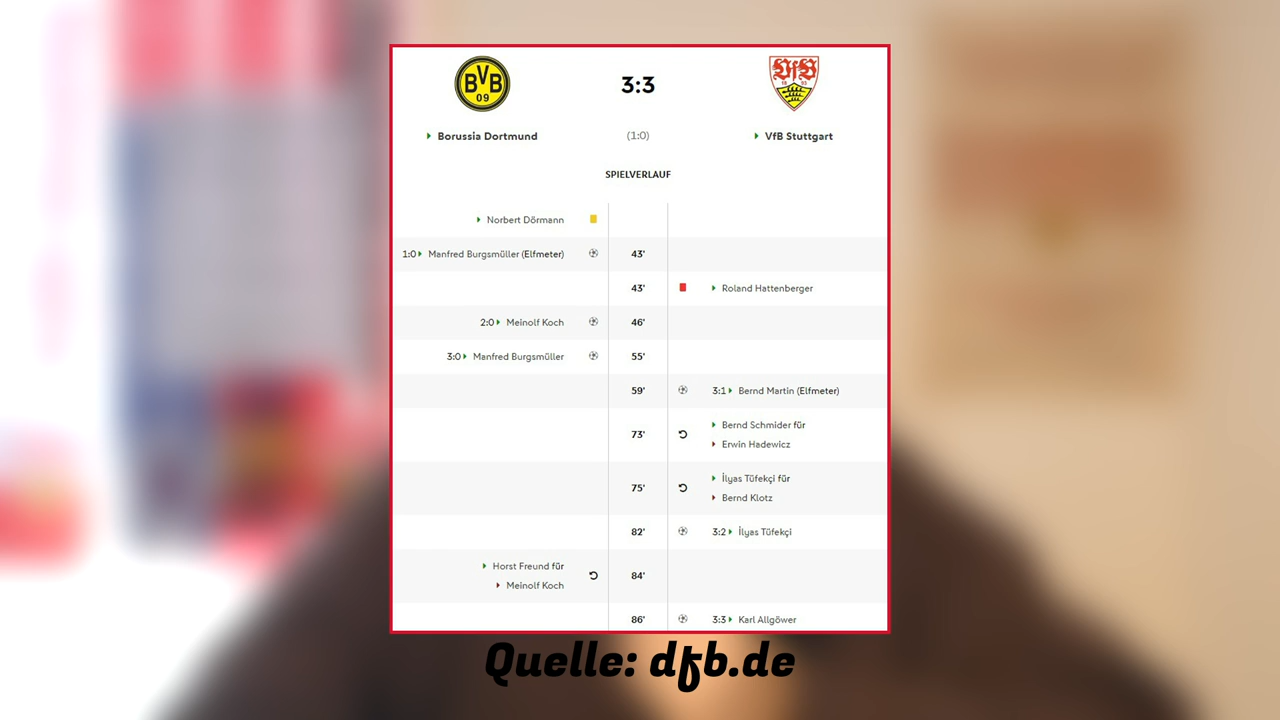 BVB
09
3:3
VfB
18 93
Borussia Dortmund
(1:0)
VfB Stuttgart
SPIELVERLAUF
Norbert Dörmann
1:0 Manfred Burgsmüller (Elfmeter) 43'
43' Roland Hattenberger
2:0 Meinolf Koch 46'
3:0 Manfred Burgsmüller 55'
59' 3:1 Bernd Martin (Elfmeter)
73' Bernd Schmider für
Erwin Hadewicz
75' İlyas Tüfekçi für
Bernd Klotz
82' 3:2 İlyas Tüfekçi
Horst Freund für
Meinolf Koch 84'
86' 3:3 Karl Allgöwer
Quelle: dfb.de